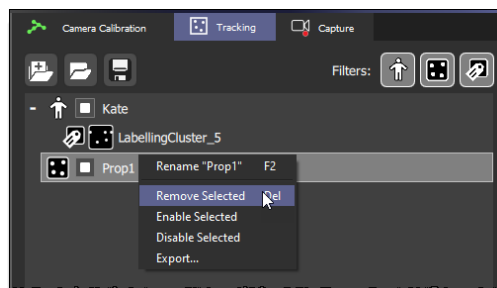 Camera Calibration Tracking Capture
Filters:
- Kate
LabellingCluster_5
Prop1
Rename "Prop1" F2
Remove Selected Del
Enable Selected
Disable Selected
Export...